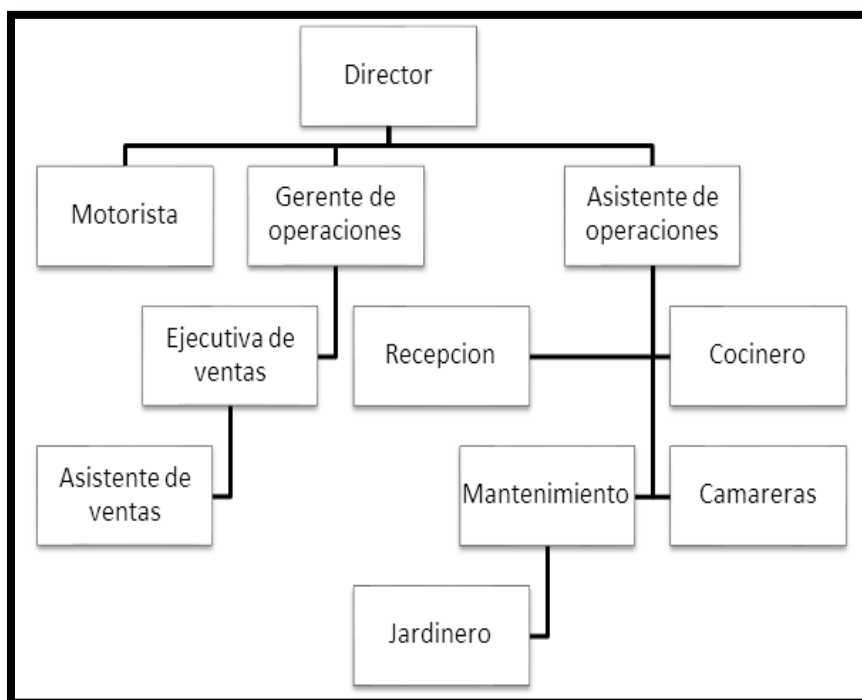 Director
Motorista
Gerente de
operaciones
Asistente de
operaciones
Ejecutiva de
ventas
Recepcion
Cocinero
Asistente de
ventas
Mantenimiento
Camareras
Jardinero